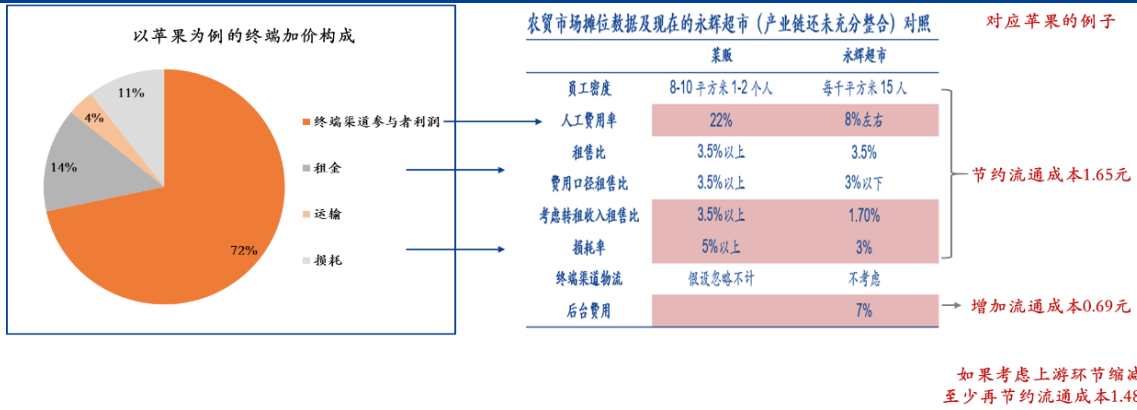 以苹果为例的终端加价构成
11%
4%
14%
72%
终端渠道参与者利润
租金
运输
损耗
农贸市场摊位数据及现在的永辉超市（产业链还未充分整合）对照
菜贩 永辉超市
员工密度 8-10平方米1-2个人 每千平方米15人
人工费用率 22% 8%左右
租售比 3.5%以上 3.5%
费用口径租售比 3.5%以上 3%以下
考虑转租收入租售比 3.5%以上 1.70%
损耗率 5%以上 3%
终端渠道物流 假设忽略不计 不考虑
后台费用 7%
对应苹果的例子
节约流通成本1.65元
增加流通成本0.69元
如果考虑上游环节缩减
至少再节约流通成本1.48